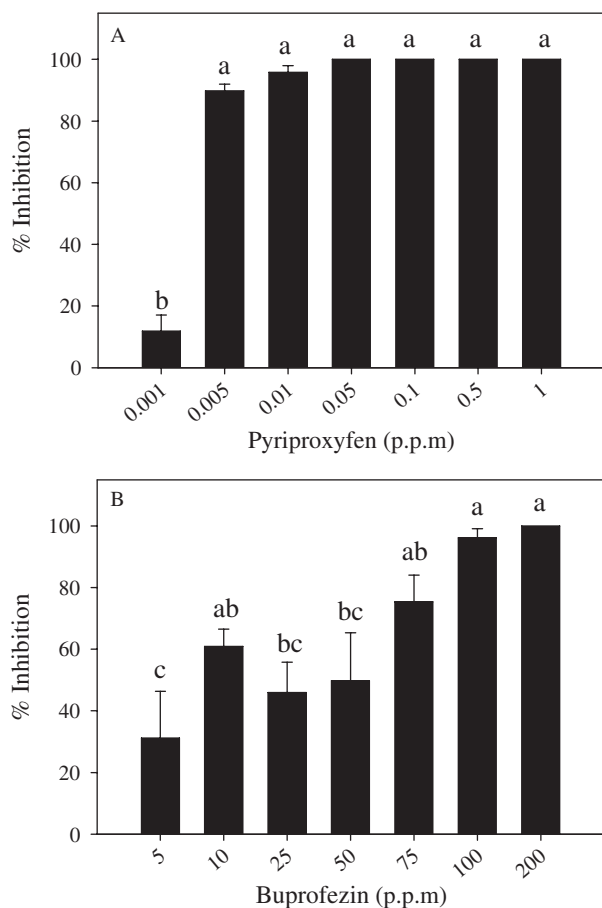 A
a a a a a a
b
100
80
60
40
20
0
% Inhibition
0.001 0.005 0.01 0.05 0.1 0.5 1
Pyriproxyfen (p.p.m)
B
a a
ab ab
bc bc
c
100
80
60
40
20
0
% Inhibition
5 10 25 50 75 100 200
Buprofezin (p.p.m)